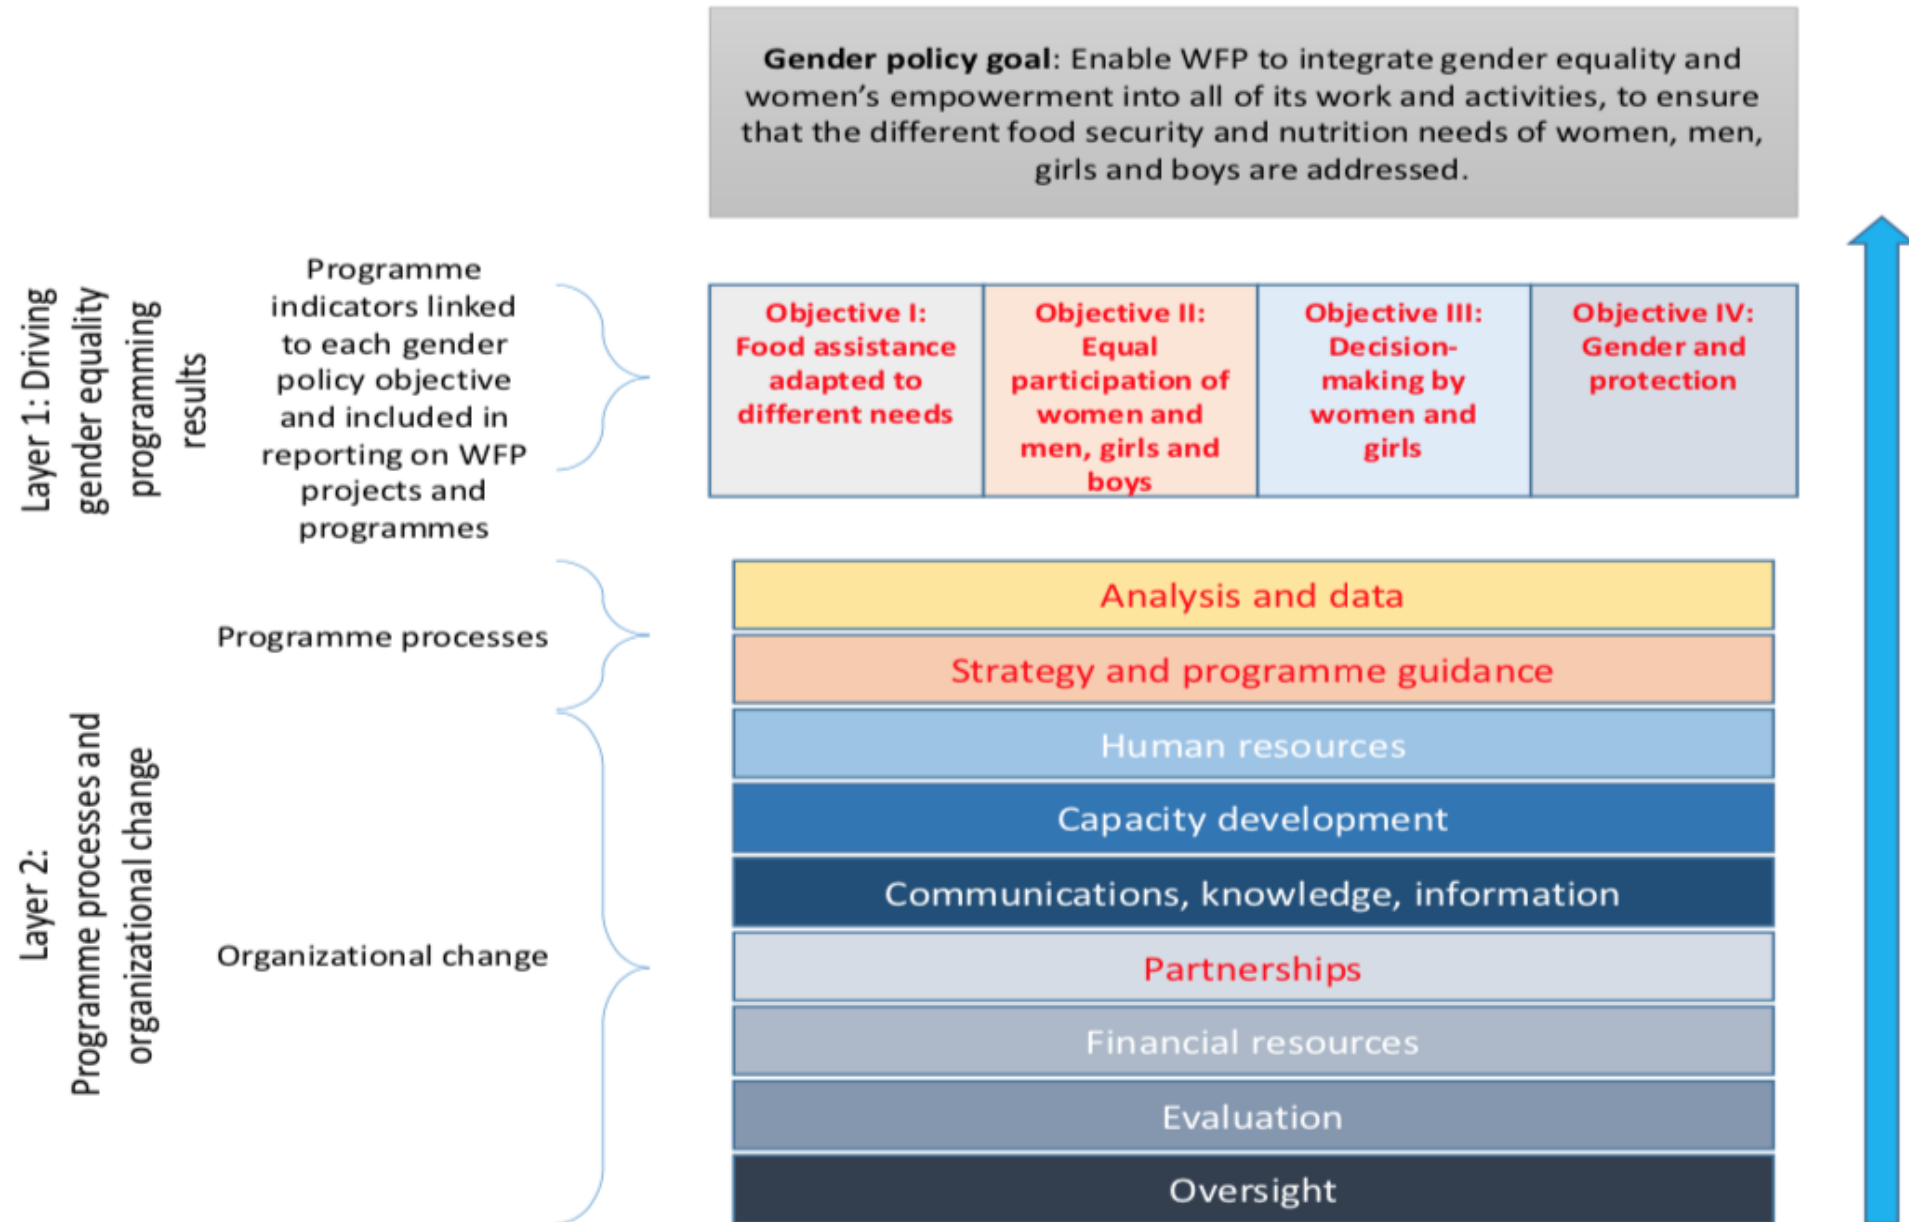 Gender policy goal: Enable WFP to integrate gender equality and
women's empowerment into all of its work and activities, to ensure
that the different food security and nutrition needs of women, men,
girls and boys are addressed.
Layer 1: Driving
gender equality
programming
results
Programme
indicators linked
to each gender
policy objective
and included in
reporting on WFP
projects and
programmes
Objective I:
Food assistance
adapted to
different needs
Objective II:
Equal
participation of
women and
men, girls and
boys
Objective III:
Decision-
making by
women and
girls
Objective IV:
Gender and
protection
Layer 2:
Programme processes and
organizational change
Programme processes
Analysis and data
Strategy and programme guidance
Organizational change
Human resources
Capacity development
Communications, knowledge, information
Partnerships
Financial resources
Evaluation
Oversight